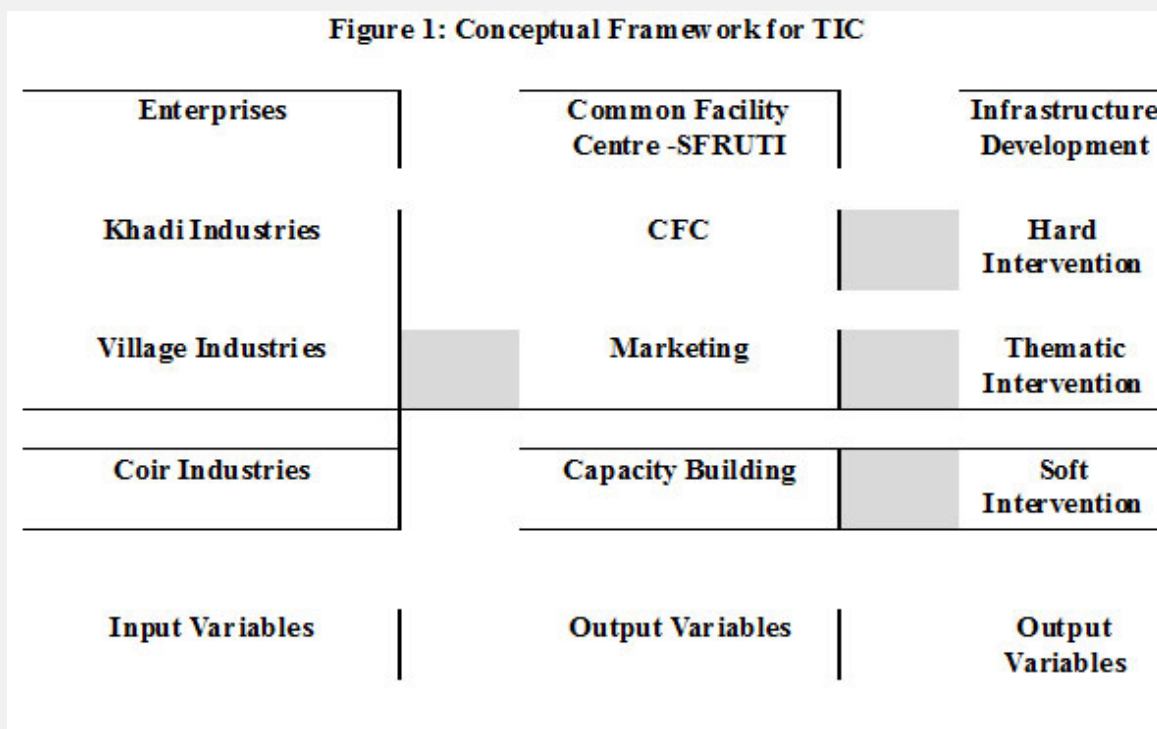 Figure 1: Conceptual Framework for TIC
Enterprises
Common Facility
Centre -SFRUTI
Infrastructure
Development
Khadi Industries
CFC
Hard
Intervention
Village Industries
Marketing
Thematic
Intervention
Coir Industries
Capacity Building
Soft
Intervention
Input Variables
Output Variables
Output
Variables